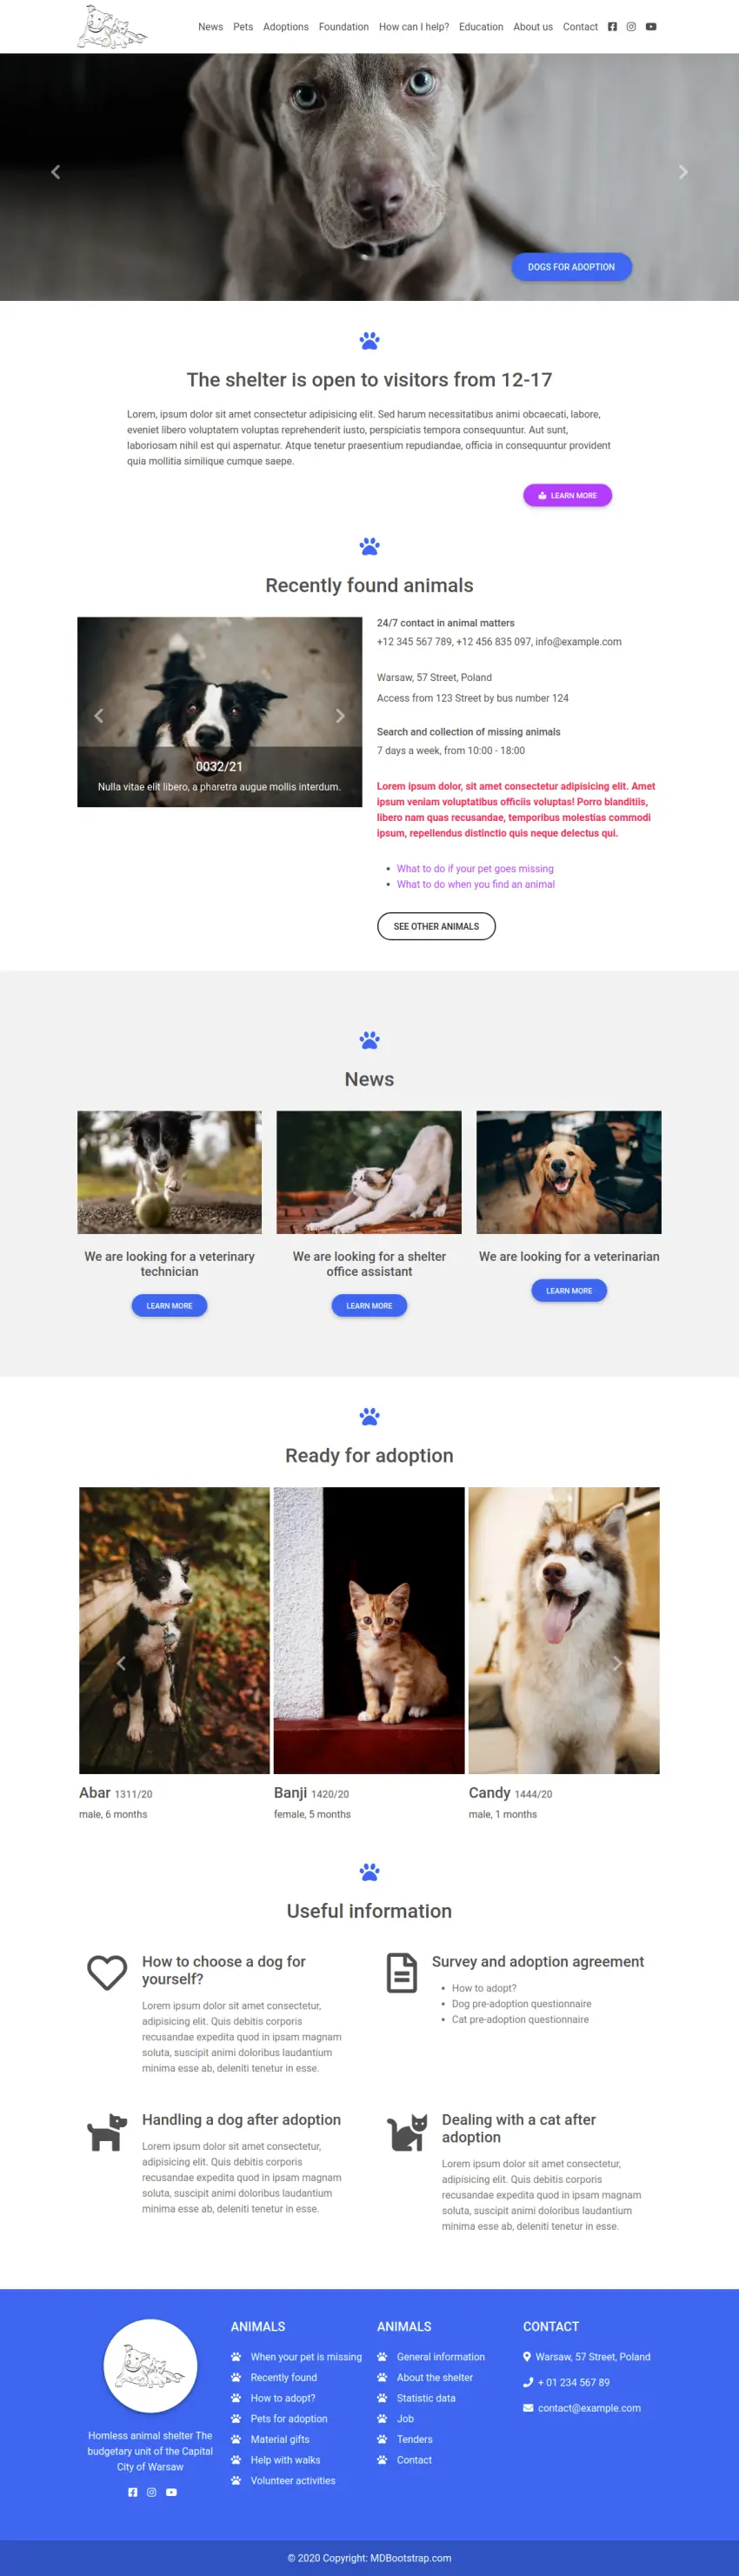 News Pets Adoptions Foundation How can I help? Education About us Contact
DOGS FOR ADOPTION
The shelter is open to visitors from 12-17
Lorem, ipsum dolor sit amet consectetur adipisicing elit. Sed harum necessitatibus animi obcaecati, labore,
eveniet libero voluptatem voluptas reprehenderit iusto, perspiciatis tempora consequuntur. Aut sunt,
laboriosam nihil est qui aspernatur. Atque tenetur praesentium repudiandae, officia in consequuntur provident
quia mollitia similique cumque saepe.
LEARN MORE
Recently found animals
0032/21
Nulla vitae elit libero, a pharetra augue mollis interdum.
24/7 contact in animal matters
+12 345 567 789, +12 456 835 097, info@example.com
Warsaw, 57 Street, Poland
Access from 123 Street by bus number 124
Search and collection of missing animals
7 days a week, from 10:00 - 18:00
Lorem ipsum dolor, sit amet consectetur adipisicing elit. Amet
ipsum veniam voluptatibus officiis voluptas! Porro blanditiis,
libero nam quas recusandae, temporibus molestias commodi
ipsum, repellendus distinctio quis neque delectus qui.
What to do if your pet goes missing
What to do when you find an animal
SEE OTHER ANIMALS
News
We are looking for a veterinary
technician
LEARN MORE
We are looking for a shelter
office assistant
LEARN MORE
We are looking for a veterinarian
LEARN MORE
Ready for adoption
Abar 1311/20
male, 6 months
Banji 1420/20
female, 5 months
Candy 1444/20
male, 1 months
Useful information
How to choose a dog for
yourself?
Lorem ipsum dolor sit amet consectetur,
adipisicing elit. Quis debitis corporis
recusandae expedita quod in ipsam magnam
soluta, suscipit animi doloribus laudantium
minima esse ab, deleniti tenetur in esse.
Survey and adoption agreement
How to adopt?
Dog pre-adoption questionnaire
Cat pre-adoption questionnaire
Handling a dog after adoption
Lorem ipsum dolor sit amet consectetur,
adipisicing elit. Quis debitis corporis
recusandae expedita quod in ipsam magnam
soluta, suscipit animi doloribus laudantium
minima esse ab, deleniti tenetur in esse.
Dealing with a cat after
adoption
Lorem ipsum dolor sit amet consectetur,
adipisicing elit. Quis debitis corporis
recusandae expedita quod in ipsam magnam
soluta, suscipit animi doloribus laudantium
minima esse ab, deleniti tenetur in esse.
Homless animal shelter The
budgetary unit of the Capital
City of Warsaw
ANIMALS
When your pet is missing
Recently found
How to adopt?
Pets for adoption
Material gifts
Help with walks
Volunteer activities
ANIMALS
General information
About the shelter
Statistic data
Job
Tenders
Contact
CONTACT
Warsaw, 57 Street, Poland
+ 01 234 567 89
contact@example.com
© 2020 Copyright: MDBootstrap.com